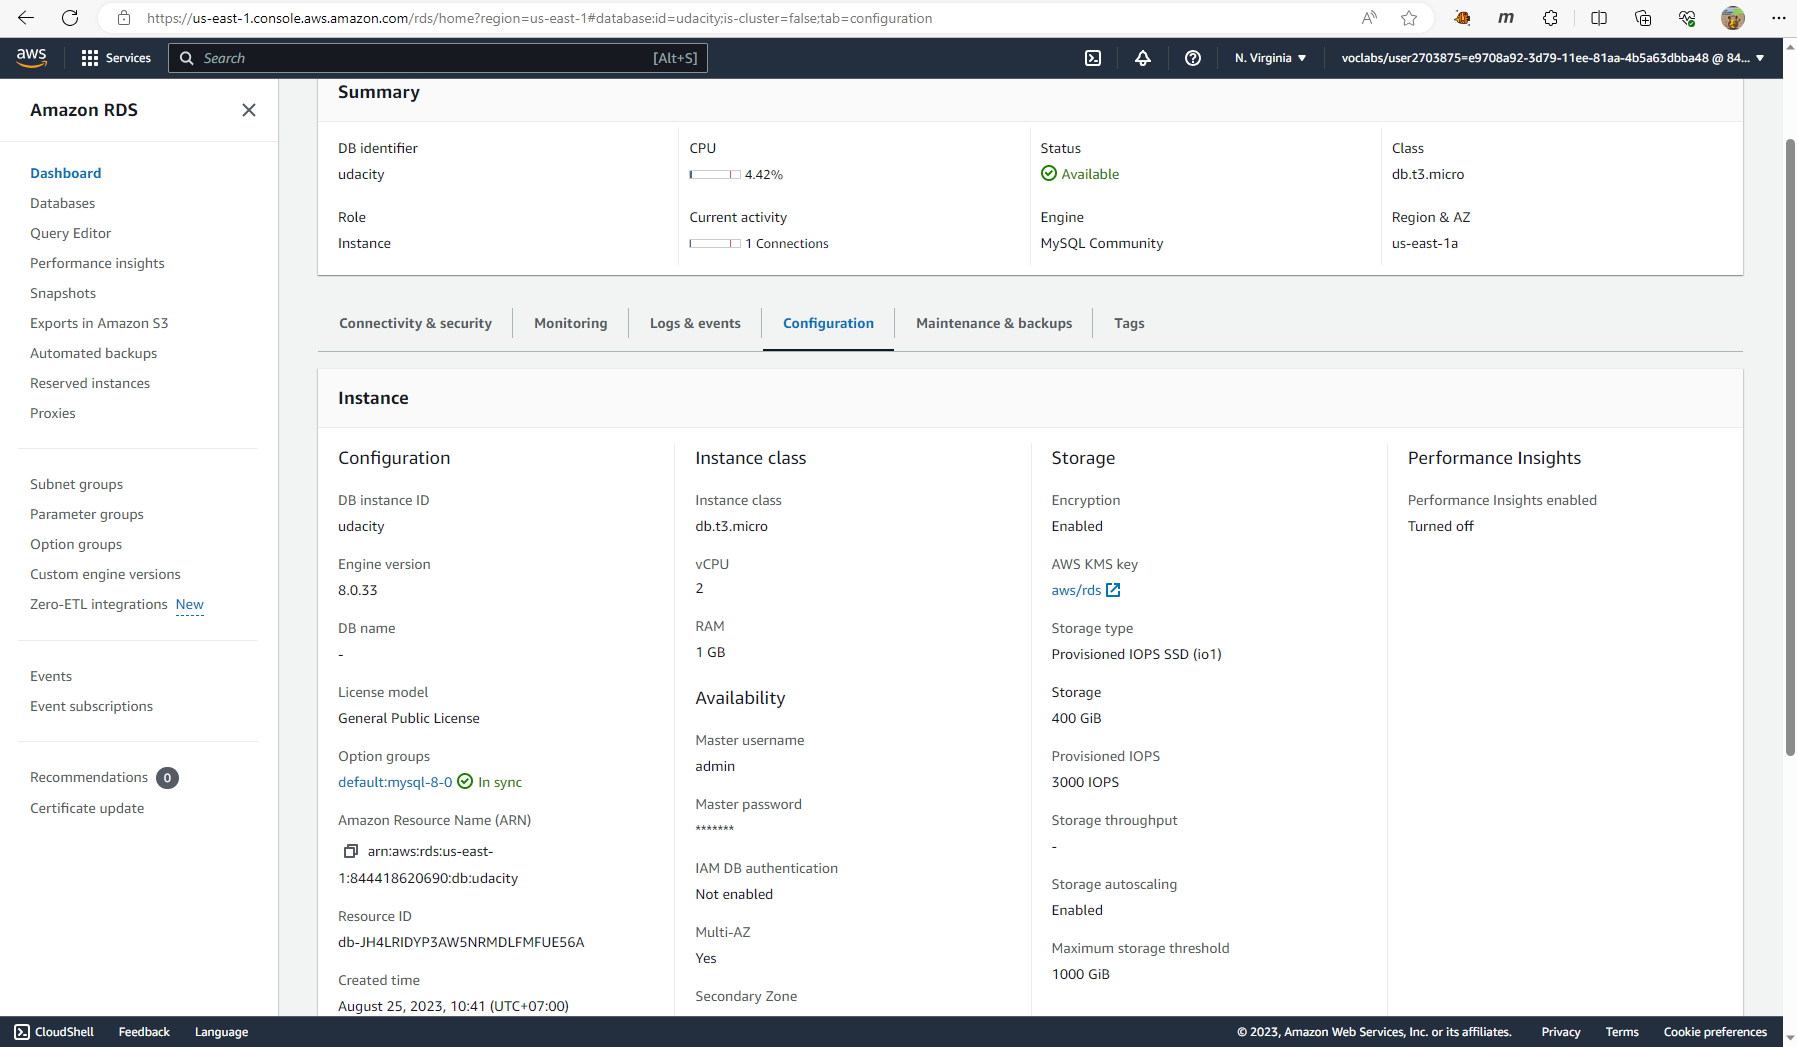 https://us-east-1.console.aws.amazon.com/rds/home?region=us-east-1#database:id=udacity;is-cluster=false;tab=configuration
aws
Services
Search
[Alt+S]
N. Virginia
voclabs/user2703875=e9708a92-3d79-11ee-81aa-4b5a63dbba48 @ 84...
Amazon RDS
Dashboard
Databases
Query Editor
Performance insights
Snapshots
Exports in Amazon S3
Automated backups
Reserved instances
Proxies
Subnet groups
Parameter groups
Option groups
Custom engine versions
Zero-ETL integrations New
Events
Event subscriptions
Recommendations 0
Certificate update
Summary
DB identifier
udacity
CPU
4.42%
Status
Available
Class
db.t3.micro
Role
Instance
Current activity
1 Connections
Engine
MySQL Community
Region & AZ
us-east-1a
Connectivity & security
Monitoring
Logs & events
Configuration
Maintenance & backups
Tags
Instance
Configuration
DB instance ID
udacity
Engine version
8.0.33
DB name
-
License model
General Public License
Option groups
default:mysql-8-0 In sync
Amazon Resource Name (ARN)
arn:aws:rds:us-east-
1:844418620690:db:udacity
Resource ID
db-JH4LRIDYP3AW5NRMDLFMFUE56A
Created time
August 25, 2023, 10:41 (UTC+07:00)
Instance class
Instance class
db.t3.micro
vCPU
2
RAM
1 GB
Availability
Master username
admin
Master password
*******
IAM DB authentication
Not enabled
Multi-AZ
Yes
Secondary Zone
Storage
Encryption
Enabled
AWS KMS key
aws/rds
Storage type
Provisioned IOPS SSD (io1)
Storage
400 GiB
Provisioned IOPS
3000 IOPS
Storage throughput
-
Storage autoscaling
Enabled
Maximum storage threshold
1000 GiB
Performance Insights
Performance Insights enabled
Turned off
CloudShell
Feedback
Language
© 2023, Amazon Web Services, Inc. or its affiliates.
Privacy
Terms
Cookie preferences